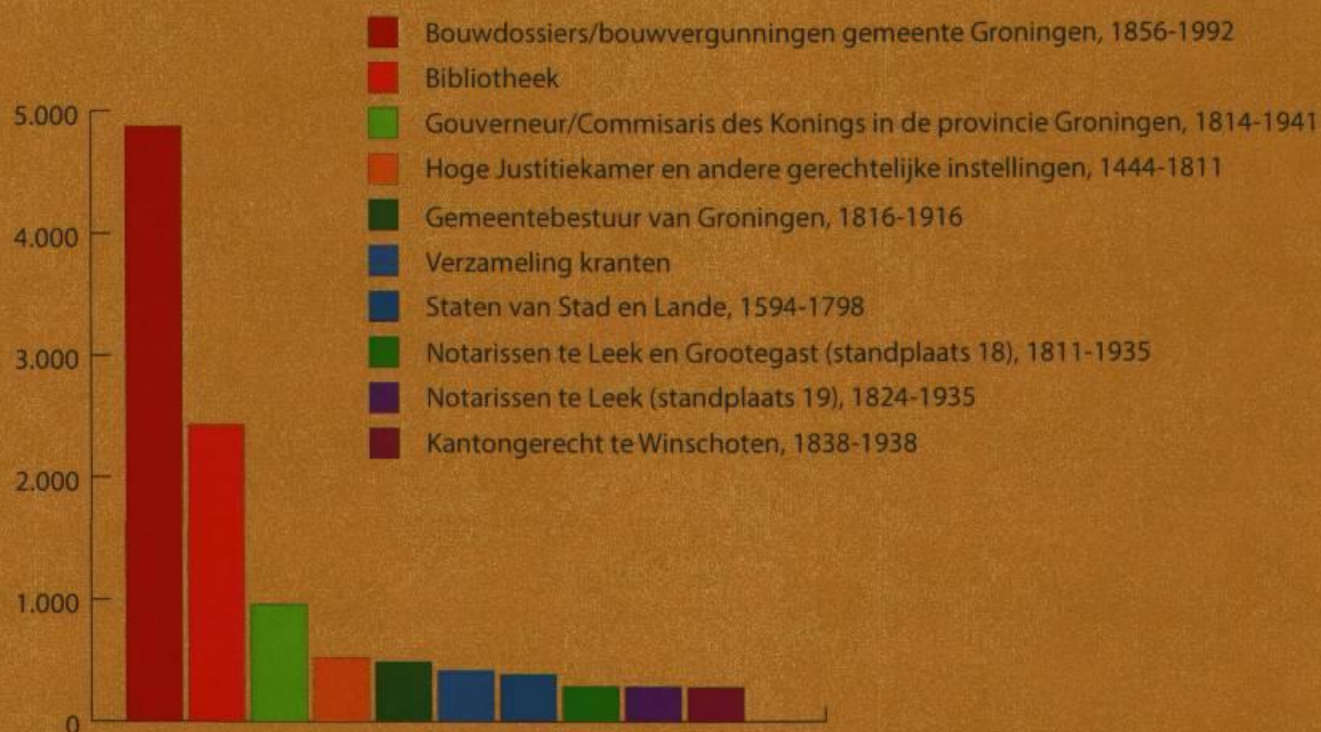 Bouwdossiers/bouwvergunningen gemeente Groningen, 1856-1992
Bibliotheek
Gouverneur/Commisaris des Konings in de provincie Groningen, 1814-1941
Hoge Justitiekamer en andere gerechtelijke instellingen, 1444-1811
Gemeentebestuur van Groningen, 1816-1916
Verzameling kranten
Staten van Stad en Lande, 1594-1798
Notarissen te Leek en Grootegast (standplaats 18), 1811-1935
Notarissen te Leek (standplaats 19), 1824-1935
Kantongerecht te Winschoten, 1838-1938
5.000
4.000
3.000
2.000
1.000
0